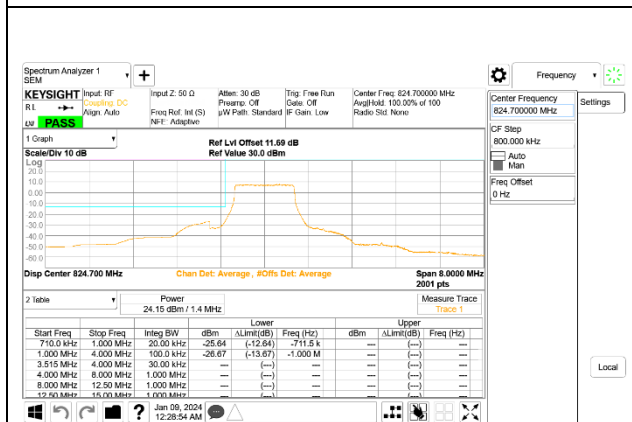 Spectrum Analyzer 1
SEM
Frequency
KEYSIGHT
Input: RF
Coupling: DC
Align: Auto
Input Z: 50 Ω
Freq Ref: Int (S)
NFE: Adaptive
Atten: 30 dB
Preamp: Off
µW Path: Standard
Trig: Free Run
Gate: Off
IF Gain: Low
Center Freq: 824.700000 MHz
Avg|Hold: 100.00% of 100
Radio Std: None
R L
PASS
Center Frequency
824.700000 MHz
Settings
CF Step
800.000 kHz
Auto
Man
Freq Offset
0 Hz
1 Graph
Scale/Div 10 dB
Ref Lvl Offset 11.69 dB
Ref Value 30.0 dBm
Log
20.0
10.0
0.00
-10.0
-20.0
-30.0
-40.0
-50.0
-60.0
Disp Center 824.700 MHz
Chan Det: Average , #Offs Det: Average
Span 8.0000 MHz
2001 pts
2 Table
Power
24.15 dBm / 1.4 MHz
Measure Trace
Trace 1
Lower Upper
Start Freq Stop Freq Integ BW dBm ΔLimit(dB) Freq (Hz) dBm ΔLimit(dB) Freq (Hz)
710.0 kHz 1.000 MHz 20.00 kHz -25.64 (-12.64) -711.5 k --- (---) ---
1.000 MHz 4.000 MHz 100.0 kHz -26.67 (-13.67) -1.000 M --- (---) ---
3.515 MHz 4.000 MHz 30.00 kHz --- (---) --- --- (---) ---
4.000 MHz 8.000 MHz 1.000 MHz --- (---) --- --- (---) ---
8.000 MHz 12.50 MHz 1.000 MHz --- (---) --- --- (---) ---
12.50 MHz 15.00 MHz 1.000 MHz --- (---) --- --- (---) ---
Local
Jan 09, 2024
12:28:54 AM